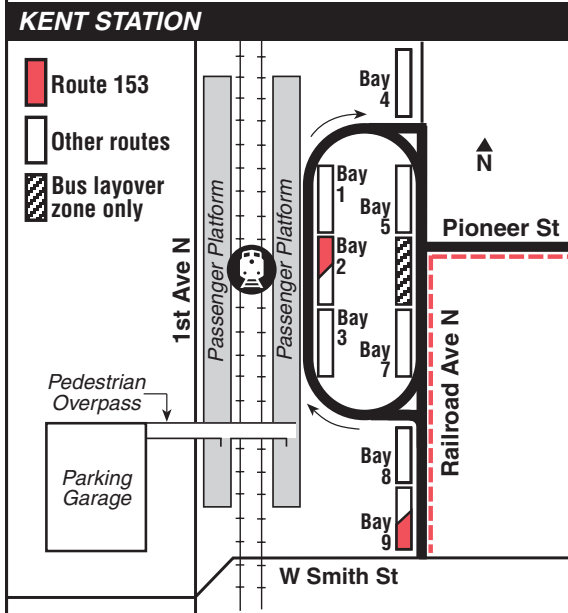 KENT STATION
Route 153
Other routes
Bus layover
zone only
1st Ave N
Passenger Platform
Passenger Platform
Bay
4
Bay
1
Bay
5
Bay
2
Bay
3
Bay
7
N
Pioneer St
Railroad Ave N
Pedestrian
Overpass
Parking
Garage
Bay
8
Bay
9
W Smith St